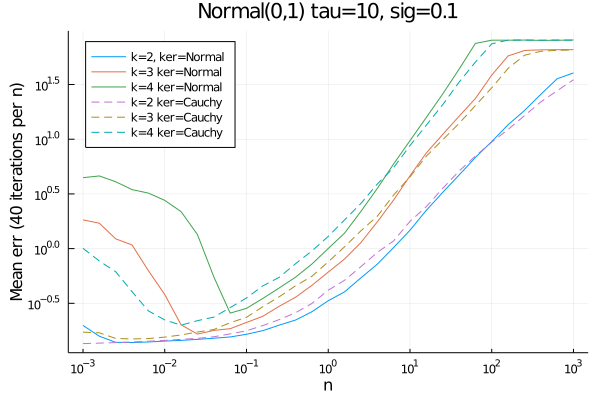 Normal(0,1) tau=10, sig=0.1
k=2, ker=Normal
k=3 ker=Normal
k=4 ker=Normal
k=2 ker=Cauchy
k=3 ker=Cauchy
k=4 ker=Cauchy
Mean err (40 iterations per n)
10^1.5
10^1.0
10^0.5
10^0.0
10^−0.5
10^−3
10^−2
10^−1
10^0
10^1
10^2
10^3
n